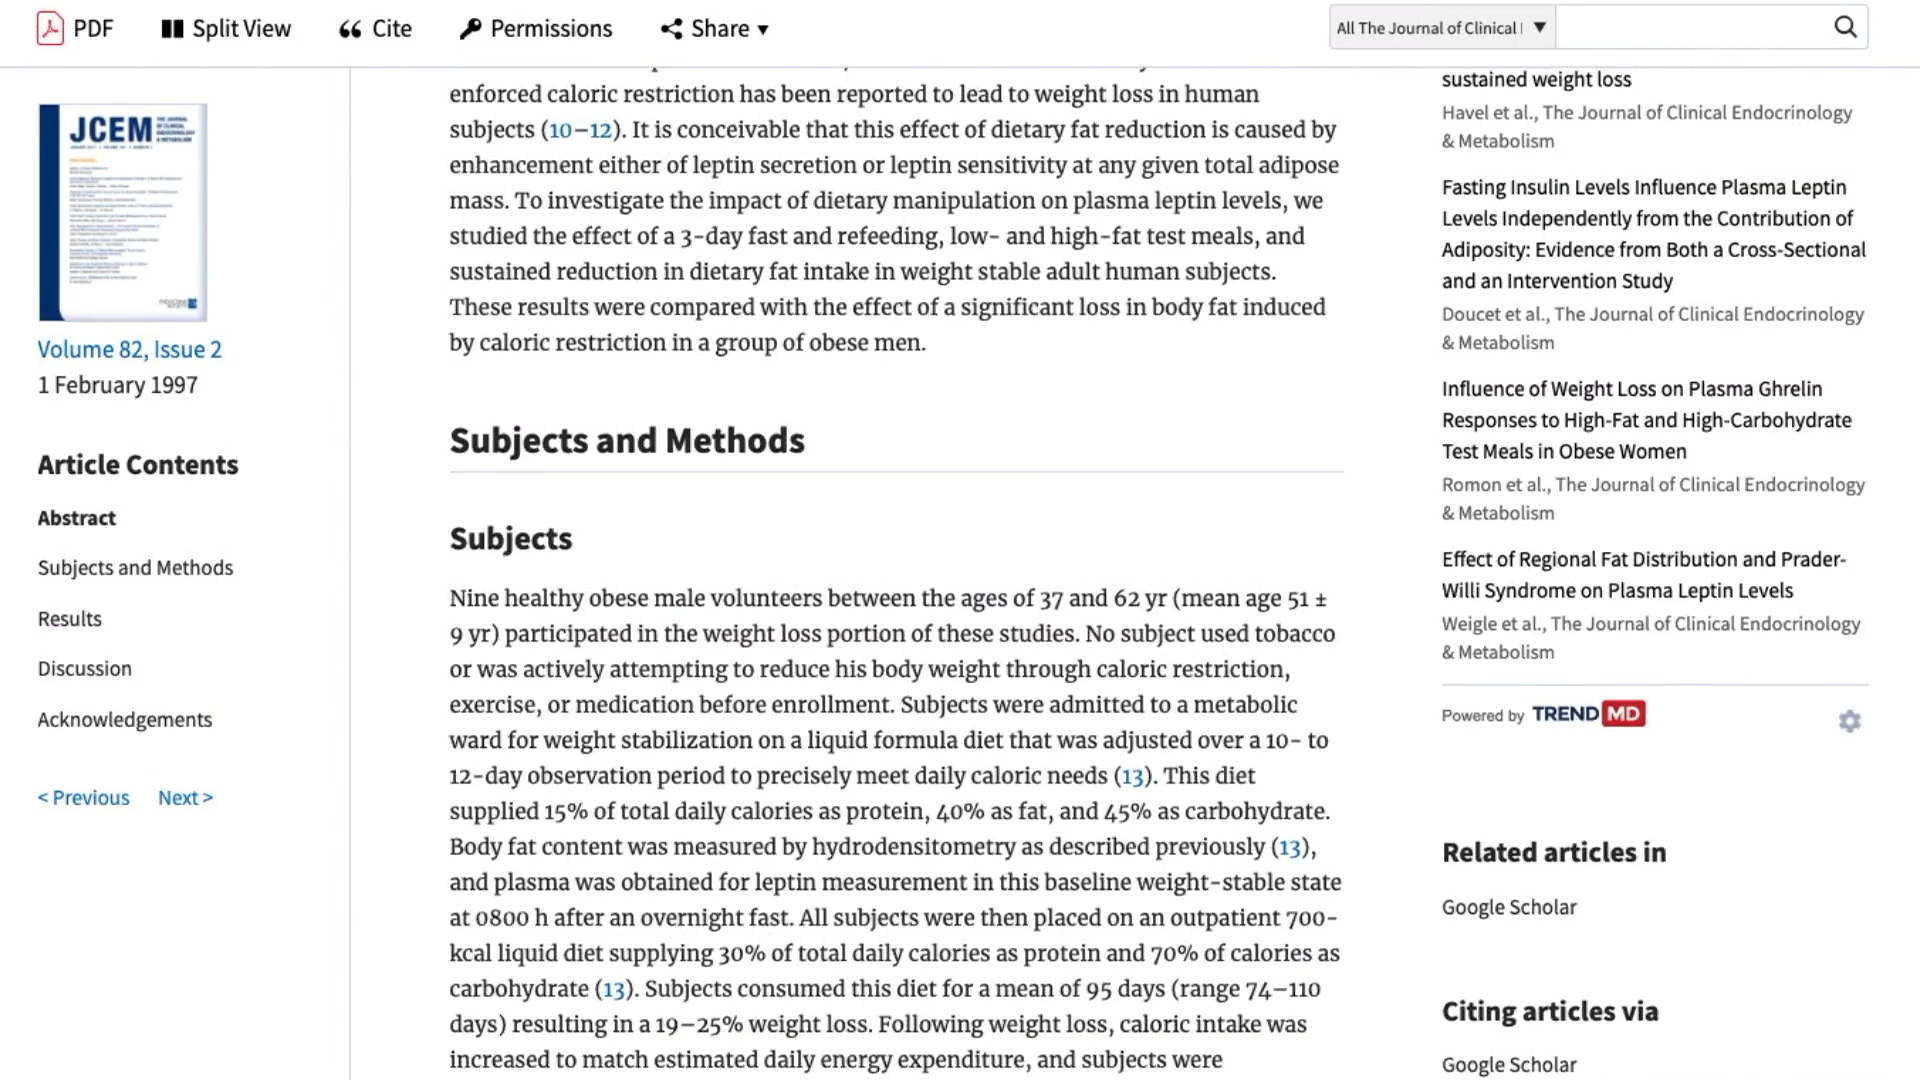 PDF
Split View
Cite
Permissions
Share
All The Journal of Clinical
JCEM
THE JOURNAL
OF CLINICAL
ENDOCRINOLOGY
& METABOLISM
Volume 82, Issue 2
1 February 1997
Article Contents
Abstract
Subjects and Methods
Results
Discussion
Acknowledgements
< Previous
Next >
enforced caloric restriction has been reported to lead to weight loss in human
subjects (10–12). It is conceivable that this effect of dietary fat reduction is caused by
enhancement either of leptin secretion or leptin sensitivity at any given total adipose
mass. To investigate the impact of dietary manipulation on plasma leptin levels, we
studied the effect of a 3-day fast and refeeding, low- and high-fat test meals, and
sustained reduction in dietary fat intake in weight stable adult human subjects.
These results were compared with the effect of a significant loss in body fat induced
by caloric restriction in a group of obese men.
Subjects and Methods
Subjects
Nine healthy obese male volunteers between the ages of 37 and 62 yr (mean age 51 ±
9 yr) participated in the weight loss portion of these studies. No subject used tobacco
or was actively attempting to reduce his body weight through caloric restriction,
exercise, or medication before enrollment. Subjects were admitted to a metabolic
ward for weight stabilization on a liquid formula diet that was adjusted over a 10- to
12-day observation period to precisely meet daily caloric needs (13). This diet
supplied 15% of total daily calories as protein, 40% as fat, and 45% as carbohydrate.
Body fat content was measured by hydrodensitometry as described previously (13),
and plasma was obtained for leptin measurement in this baseline weight-stable state
at 0800 h after an overnight fast. All subjects were then placed on an outpatient 700-
kcal liquid diet supplying 30% of total daily calories as protein and 70% of calories as
carbohydrate (13). Subjects consumed this diet for a mean of 95 days (range 74–110
days) resulting in a 19–25% weight loss. Following weight loss, caloric intake was
increased to match estimated daily energy expenditure, and subjects were
sustained weight loss
Havel et al., The Journal of Clinical Endocrinology
& Metabolism
Fasting Insulin Levels Influence Plasma Leptin
Levels Independently from the Contribution of
Adiposity: Evidence from Both a Cross-Sectional
and an Intervention Study
Doucet et al., The Journal of Clinical Endocrinology
& Metabolism
Influence of Weight Loss on Plasma Ghrelin
Responses to High-Fat and High-Carbohydrate
Test Meals in Obese Women
Romon et al., The Journal of Clinical Endocrinology
& Metabolism
Effect of Regional Fat Distribution and Prader-
Willi Syndrome on Plasma Leptin Levels
Weigle et al., The Journal of Clinical Endocrinology
& Metabolism
Powered by TREND MD
Related articles in
Google Scholar
Citing articles via
Google Scholar